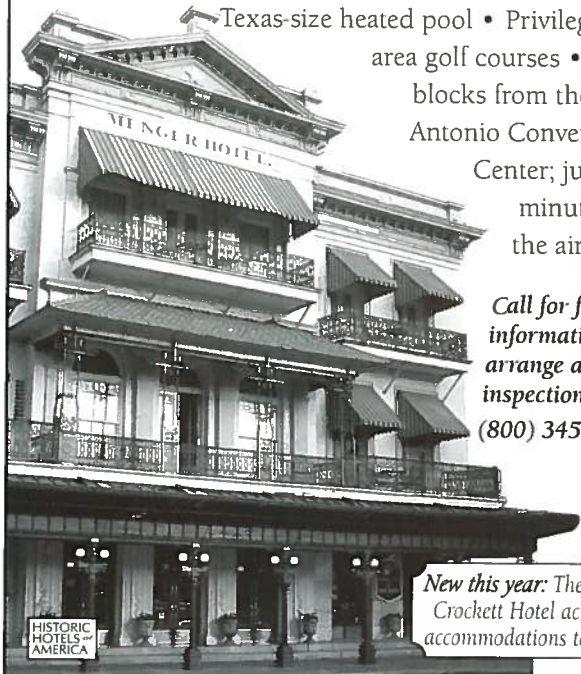 Texas-size heated pool • Privileg
area golf courses •
blocks from the
Antonio Conve
Center; ju
minut
the air
MENGER HOTEL.
Call for f
informati
arrange a
inspection
(800) 345
New this year: The
Crockett Hotel ac
accommodations to
HISTORIC
HOTELS of
AMERICA